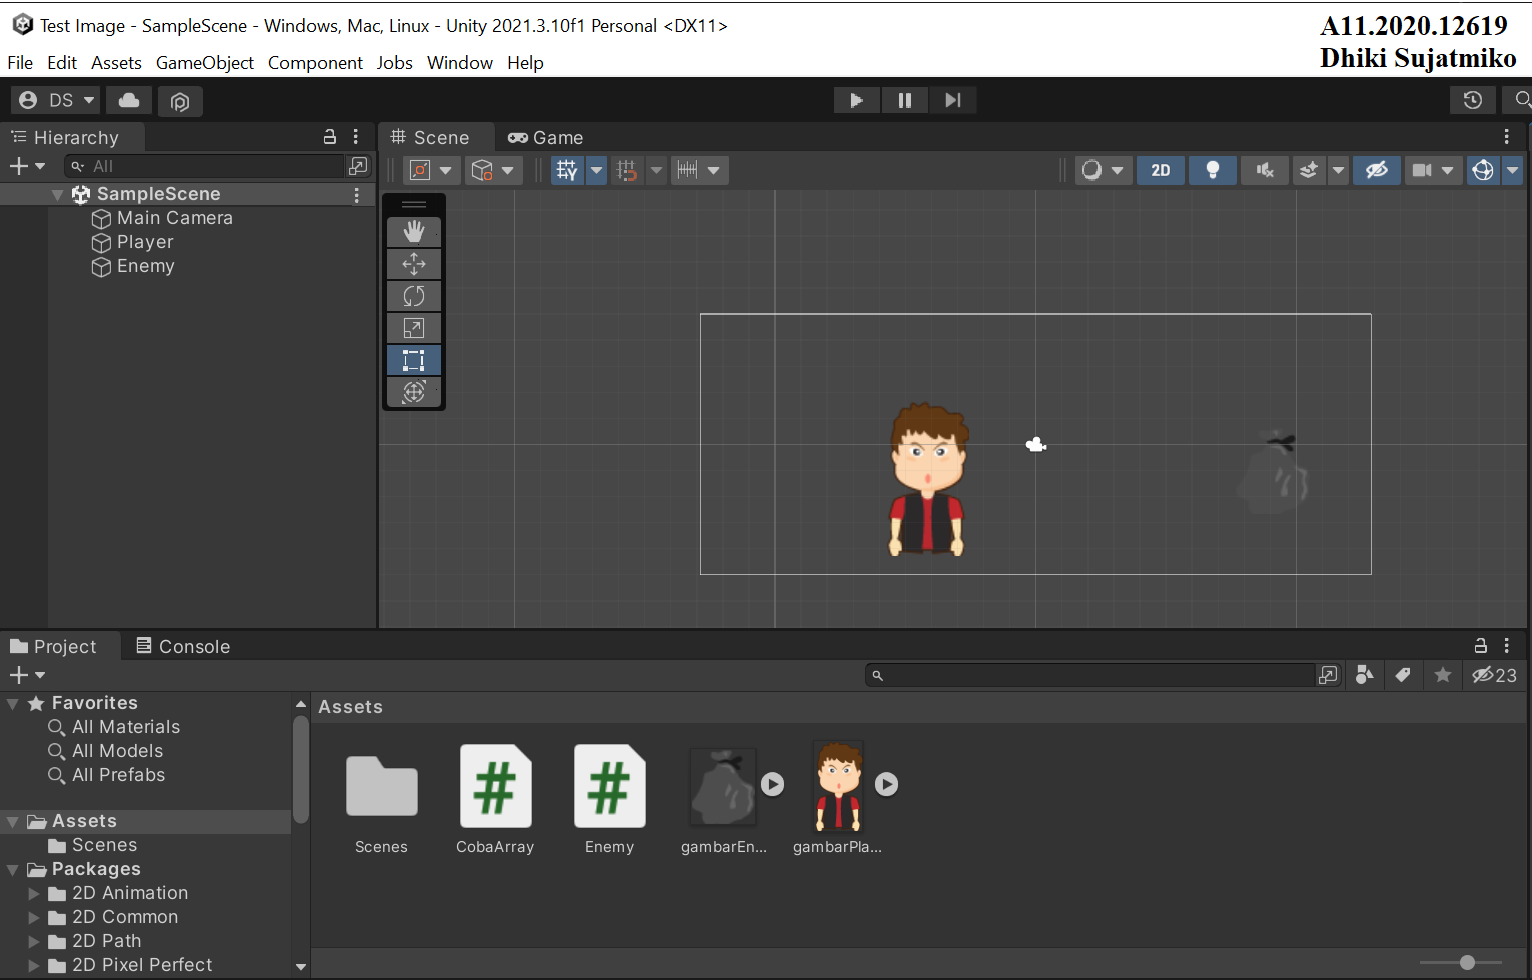 Test Image - SampleScene - Windows, Mac, Linux - Unity 2021.3.10f1 Personal <DX11>
A11.2020.12619
Dhiki Sujatmiko
File Edit Assets GameObject Component Jobs Window Help
DS
Hierarchy
Scene
Game
All
2D
SampleScene
Main Camera
Player
Enemy
Project
Console
23
Favorites
All Materials
All Models
All Prefabs
Assets
Scenes
Packages
2D Animation
2D Common
2D Path
2D Pixel Perfect
Assets
Scenes
CobaArray
Enemy
gambarEn...
gambarPla...